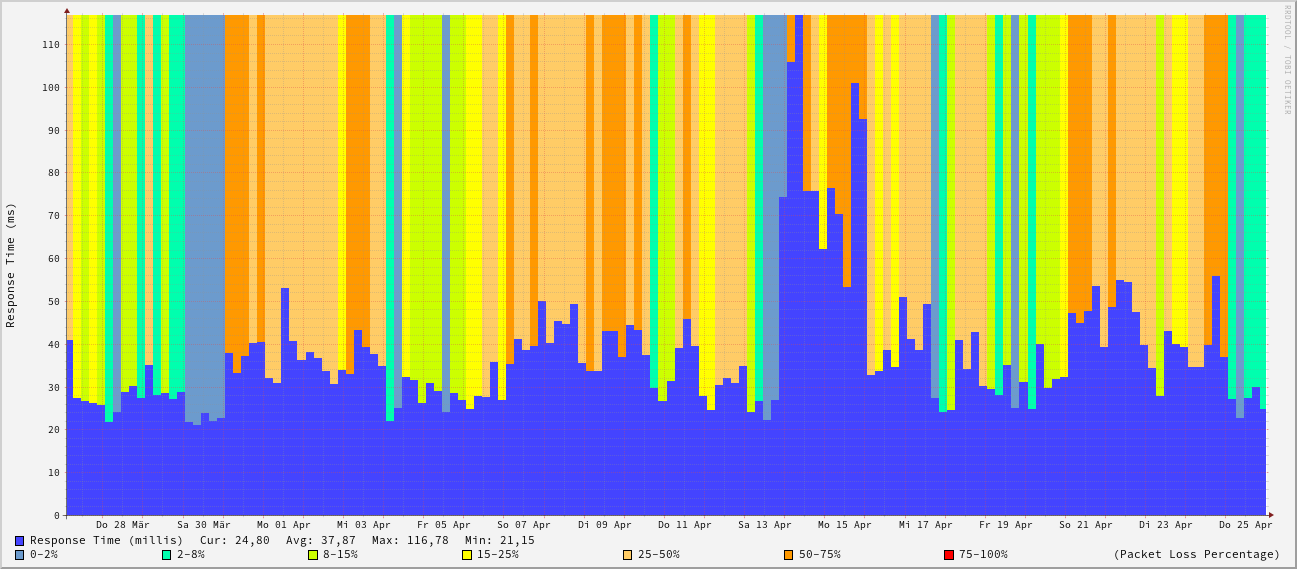 RRDTOOL / TOBI OETIKER
Response Time (ms)
110
100
90
80
70
60
50
40
30
20
10
0
Do 28 Mär Sa 30 Mär Mo 01 Apr Mi 03 Apr Fr 05 Apr So 07 Apr Di 09 Apr Do 11 Apr Sa 13 Apr Mo 15 Apr Mi 17 Apr Fr 19 Apr So 21 Apr Di 23 Apr Do 25 Apr
Response Time (millis) Cur: 24,80 Avg: 37,87 Max: 116,78 Min: 21,15
0-2% 2-8% 8-15% 15-25% 25-50% 50-75% 75-100% (Packet Loss Percentage)